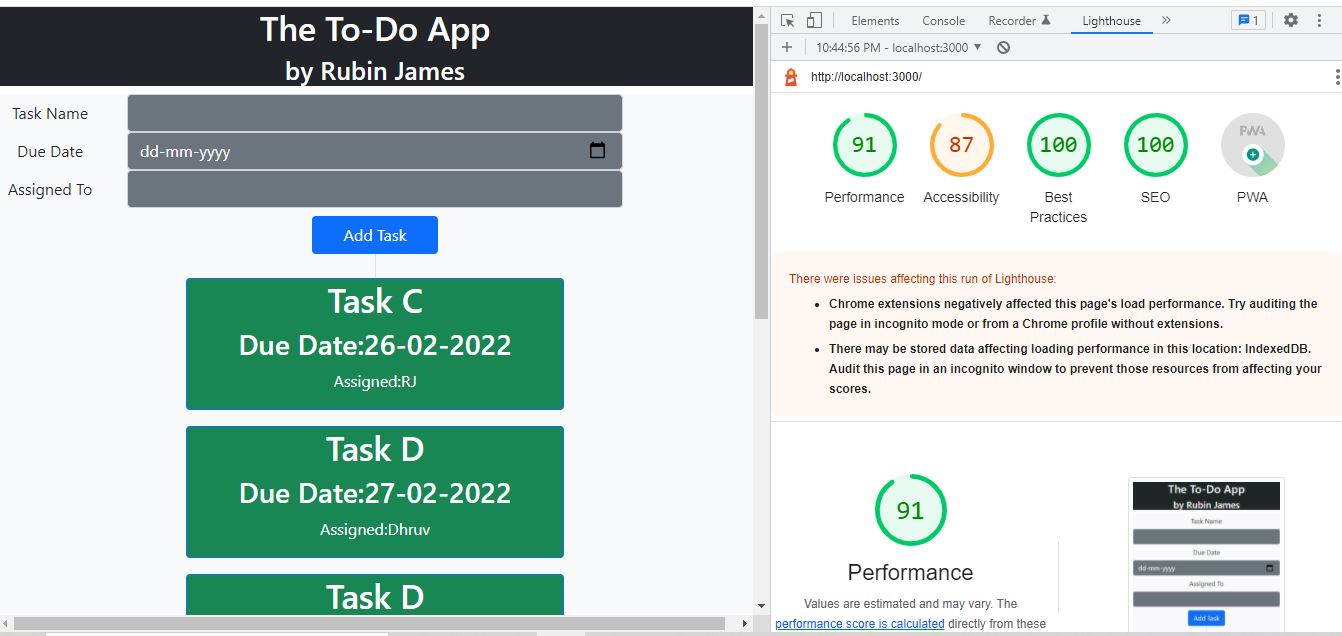 The To-Do App
by Rubin James
Task Name
Due Date
dd-mm-yyyy
Assigned To
Add Task
Task C
Due Date:26-02-2022
Assigned:RJ
Task D
Due Date:27-02-2022
Assigned:Dhruv
Task D
Elements Console Recorder Lighthouse » 1
10:44:56 PM - localhost:3000
http://localhost:3000/
91 87 100 100 PWA
Performance Accessibility Best Practices SEO PWA
There were issues affecting this run of Lighthouse:
Chrome extensions negatively affected this page's load performance. Try auditing the
page in incognito mode or from a Chrome profile without extensions.
There may be stored data affecting loading performance in this location: IndexedDB.
Audit this page in an incognito window to prevent those resources from affecting your
scores.
91
Performance
Values are estimated and may vary. The
performance score is calculated directly from these
The To-Do App
by Rubin James
Task Name
Due Date
dd-mm-yyyy
Assigned To
Add Task